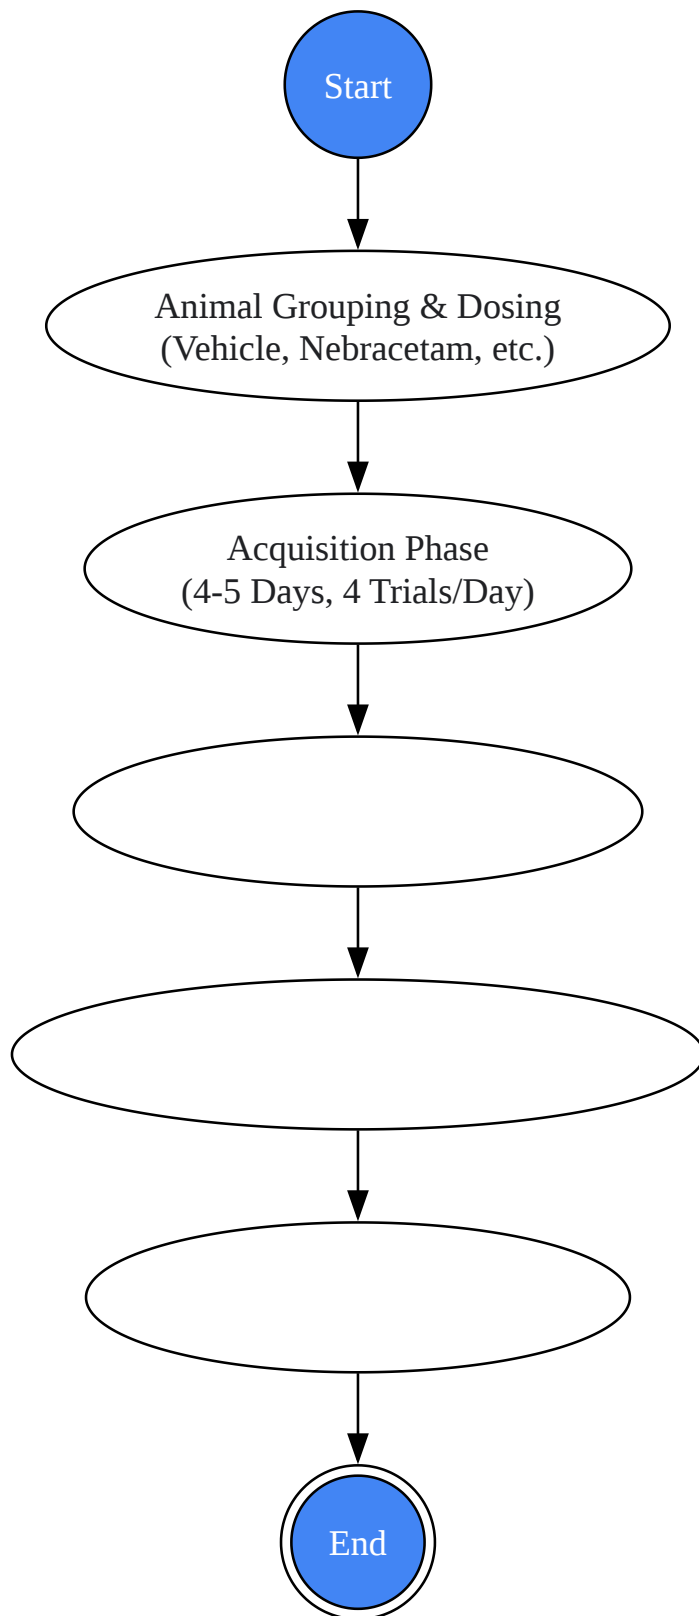 Start
Animal Grouping & Dosing
(Vehicle, Nebracetam, etc.)
Acquisition Phase
(4-5 Days, 4 Trials/Day)
End